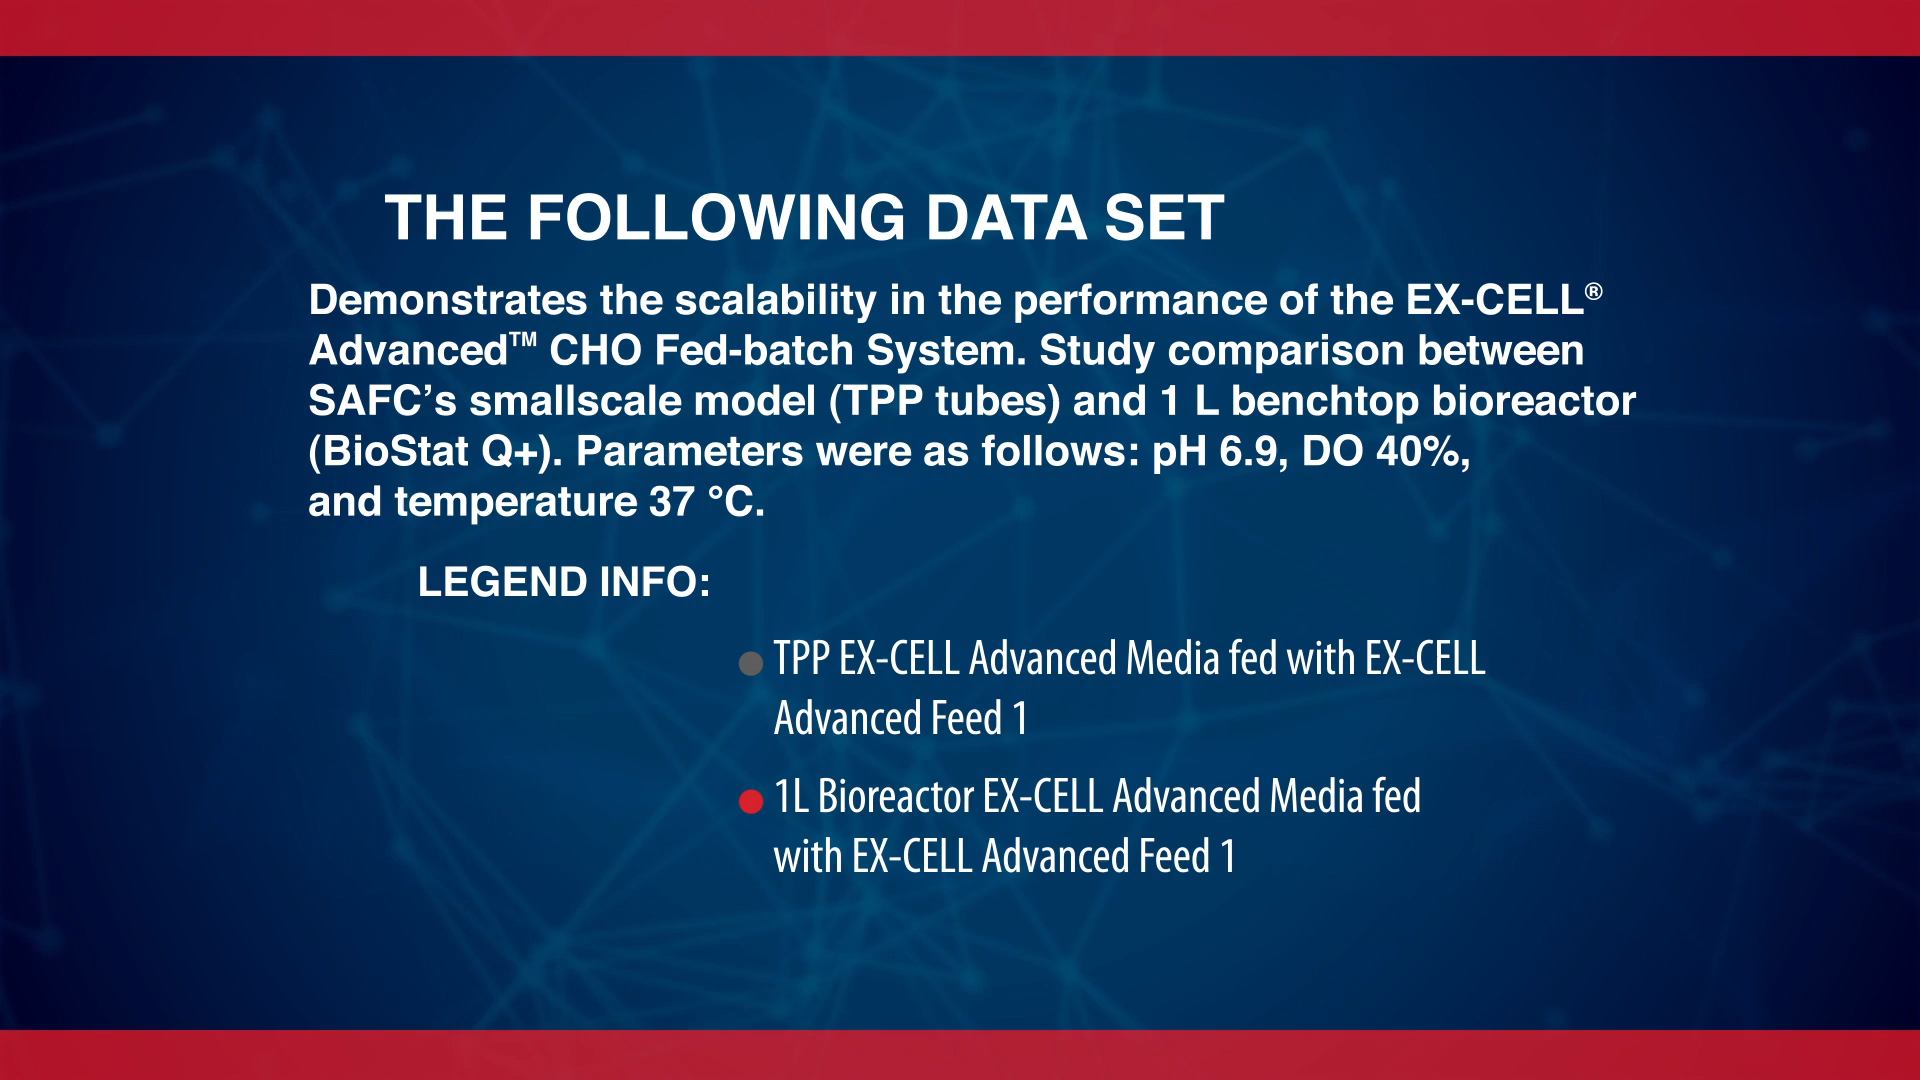 THE FOLLOWING DATA SET
Demonstrates the scalability in the performance of the EX-CELL®
Advanced™ CHO Fed-batch System. Study comparison between
SAFC’s smallscale model (TPP tubes) and 1 L benchtop bioreactor
(BioStat Q+). Parameters were as follows: pH 6.9, DO 40%,
and temperature 37 °C.
LEGEND INFO:
TPP EX-CELL Advanced Media fed with EX-CELL
Advanced Feed 1
1L Bioreactor EX-CELL Advanced Media fed
with EX-CELL Advanced Feed 1